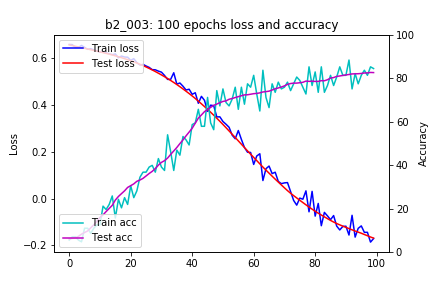 b2_003: 100 epochs loss and accuracy
Train loss
Test loss
Train acc
Test acc
Loss
Accuracy
0.6
0.4
0.2
0.0
−0.2
100
80
60
40
20
0
0 20 40 60 80 100